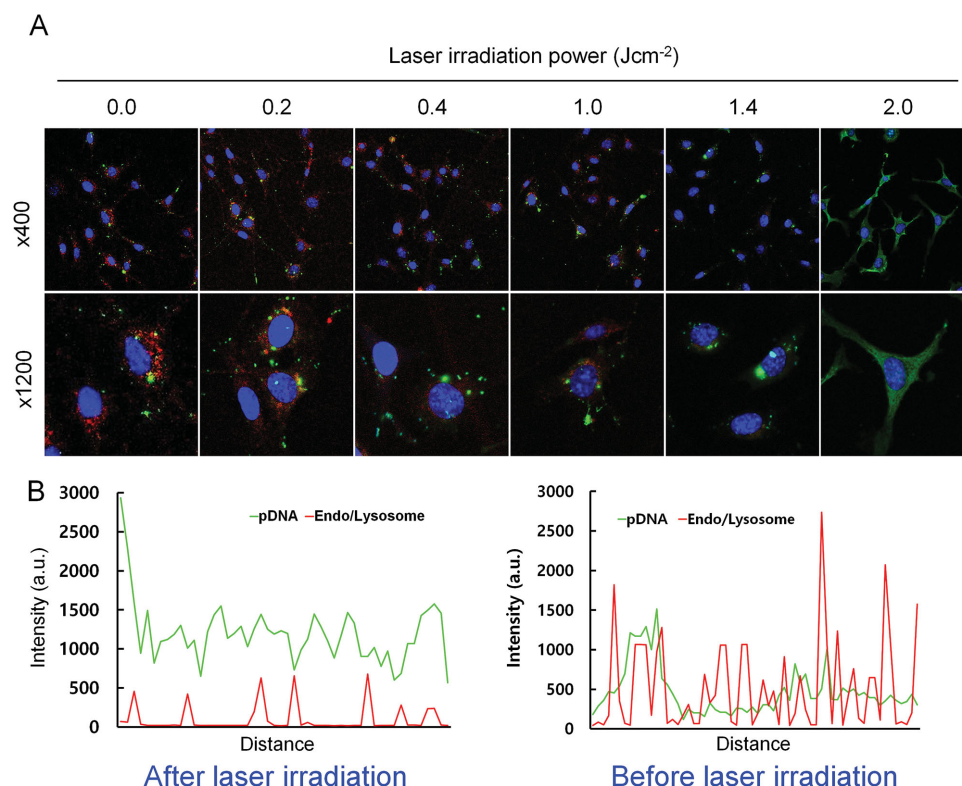 A
Laser irradiation power (Jcm-2)
0.0 0.2 0.4 1.0 1.4 2.0
x400
x1200
B
3000
2500
2000
1500
1000
500
0
Intensity (a.u.)
pDNA Endo/Lysosome
Distance
After laser irradiation
3000
2500
2000
1500
1000
500
0
Intensity (a.u.)
pDNA Endo/Lysosome
Distance
Before laser irradiation